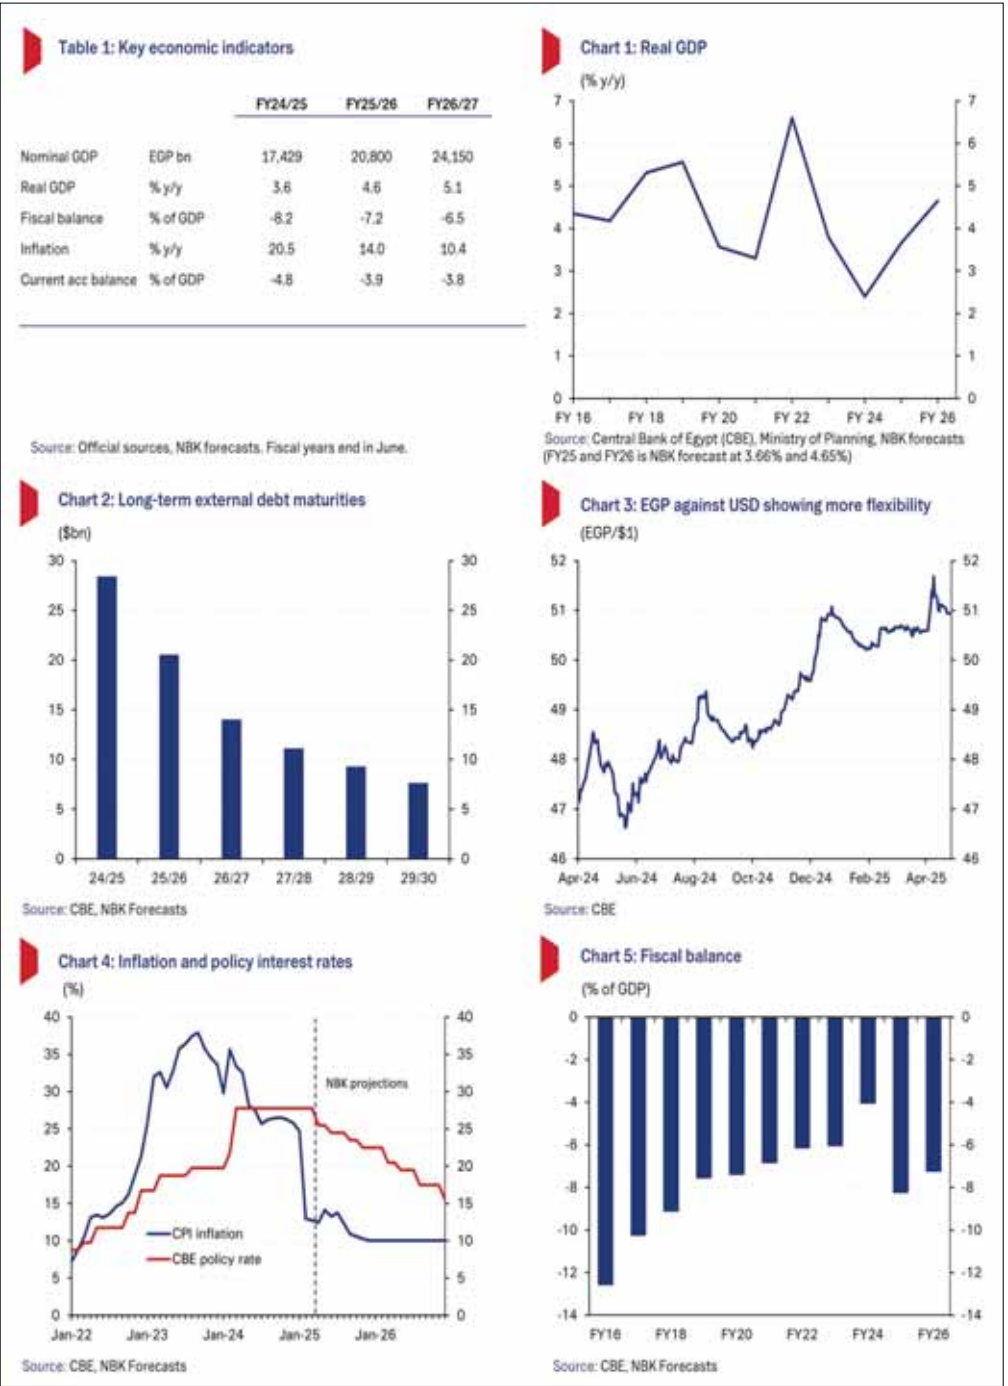 Table 1: Key economic indicators
FY24/25 FY25/26 FY26/27
Nominal GDP EGP bn 17,429 20,800 24,150
Real GDP % y/y 3.6 4.6 5.1
Fiscal balance % of GDP -8.2 -7.2 -6.5
Inflation % y/y 20.5 14.0 10.4
Current acc balance % of GDP -4.8 -3.9 -3.8
Source: Official sources, NBK forecasts. Fiscal years end in June.
Chart 1: Real GDP
(% y/y)
7 7
6 6
5 5
4 4
3 3
2 2
1 1
0 0
FY 16 FY 18 FY 20 FY 22 FY 24 FY 26
Source: Central Bank of Egypt (CBE), Ministry of Planning, NBK forecasts
(FY25 and FY26 is NBK forecast at 3.66% and 4.65%)
Chart 2: Long-term external debt maturities
($bn)
30 30
25 25
20 20
15 15
10 10
5 5
0 0
24/25 25/26 26/27 27/28 28/29 29/30
Source: CBE, NBK Forecasts
Chart 3: EGP against USD showing more flexibility
(EGP/$1)
52 52
51 51
50 50
49 49
48 48
47 47
46 46
Apr-24 Jun-24 Aug-24 Oct-24 Dec-24 Feb-25 Apr-25
Source: CBE
Chart 4: Inflation and policy interest rates
(%)
40 40
35 35
NBK projections
30 30
25 25
20 20
15 15
CPI inflation
10 10
CBE policy rate
5 5
0 0
Jan-22 Jan-23 Jan-24 Jan-25 Jan-26
Source: CBE, NBK Forecasts
Chart 5: Fiscal balance
(% of GDP)
0 0
-2 -2
-4 -4
-6 -6
-8 -8
-10 -10
-12 -12
-14 -14
FY16 FY18 FY20 FY22 FY24 FY26
Source: CBE, NBK Forecasts